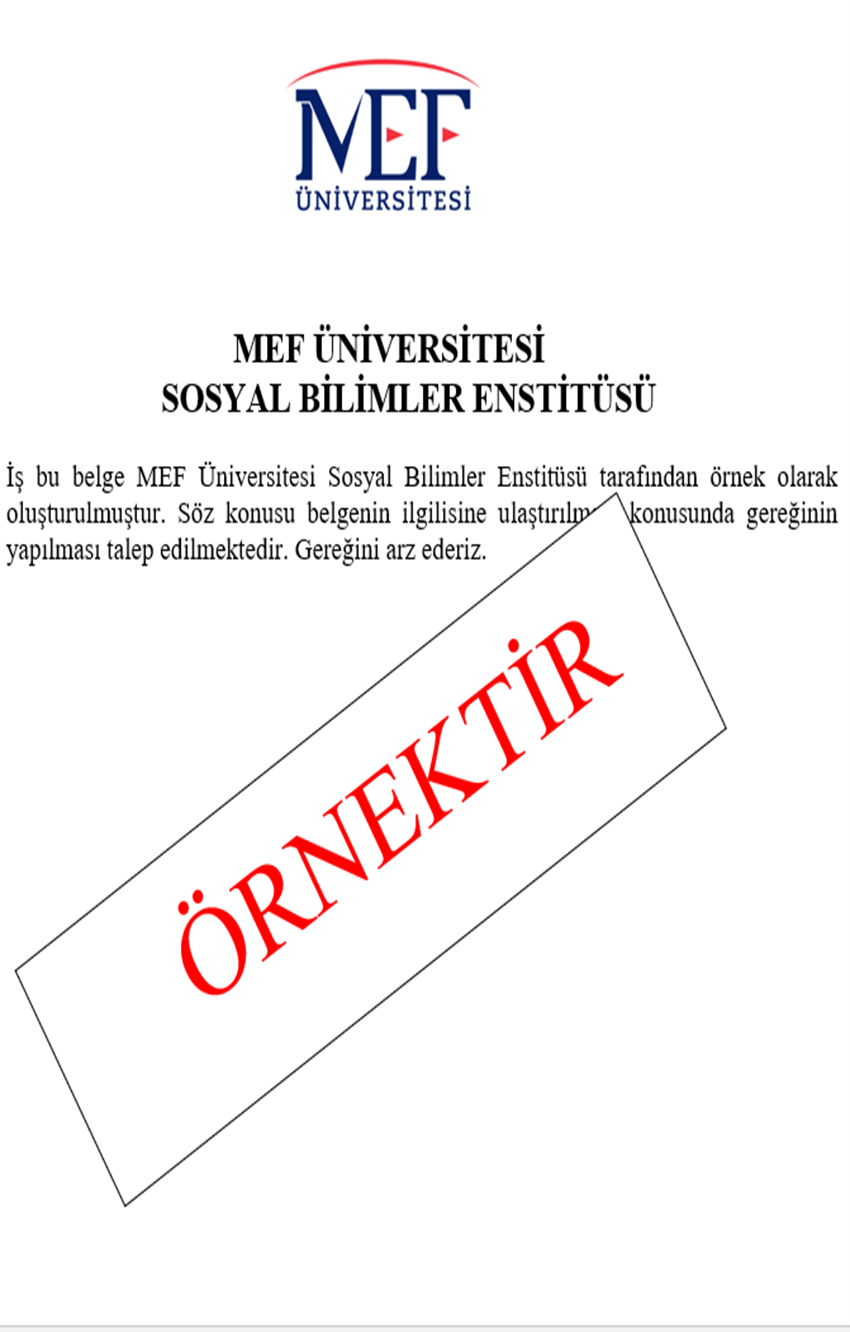 MEF
ÜNİVERSİTESİ
MEF ÜNİVERSİTESİ
SOSYAL BİLİMLER ENSTİTÜSÜ
İş bu belge MEF Üniversitesi Sosyal Bilimler Enstitüsü tarafından örnek olarak
oluşturulmuştur. Söz konusu belgenin ilgilisine konusunda gereğinin
yapılması talep edilmektedir. Gereğini arz ederiz.
ÖRNEKTİR